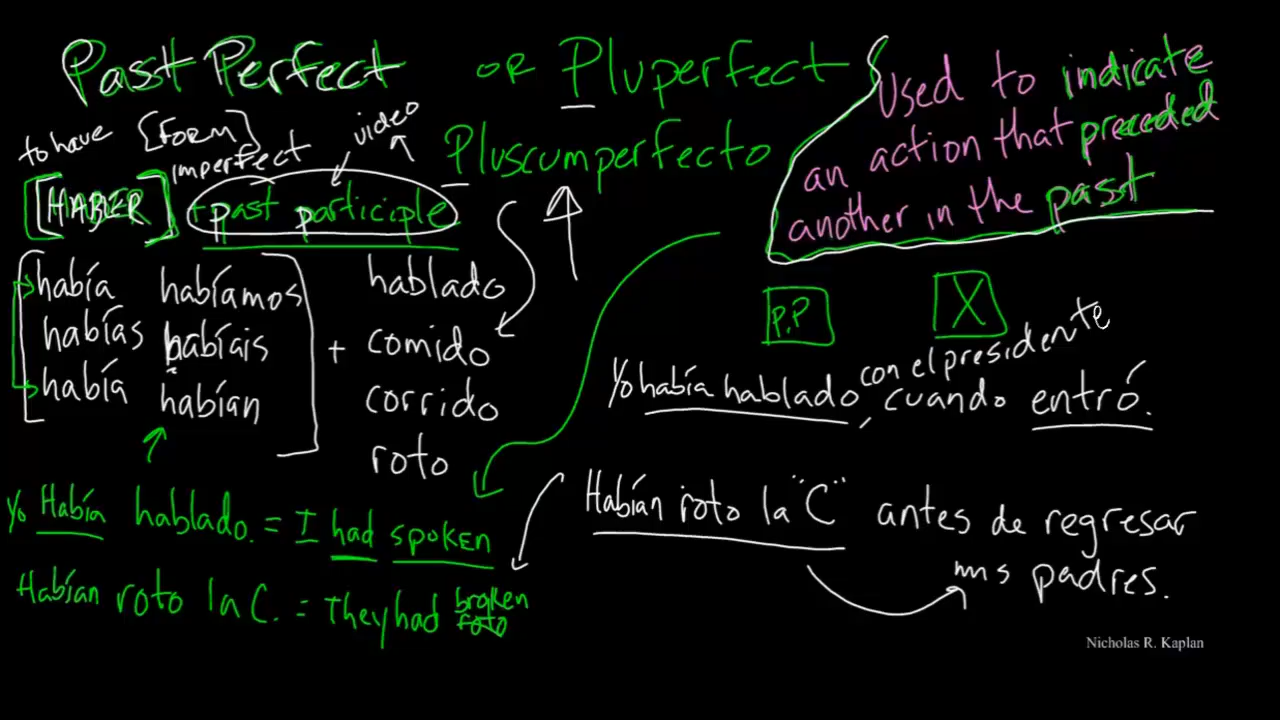 Past Perfect OR Pluperfect
Pluscumperfecto
Used to indicate
an action that preceded
another in the past
to have [FORM]
imperfect
video
[HABER] + past participle
había habíamos
habías habíais
había habían
+
hablado
comido
corrido
roto
P.P X
Yo había hablado con el presidente, cuando entró.
Habían roto la "C" antes de regresar
mis padres.
Yo Había hablado. = I had spoken
Habían roto la C. = They had broken
roto
Nicholas R. Kaplan